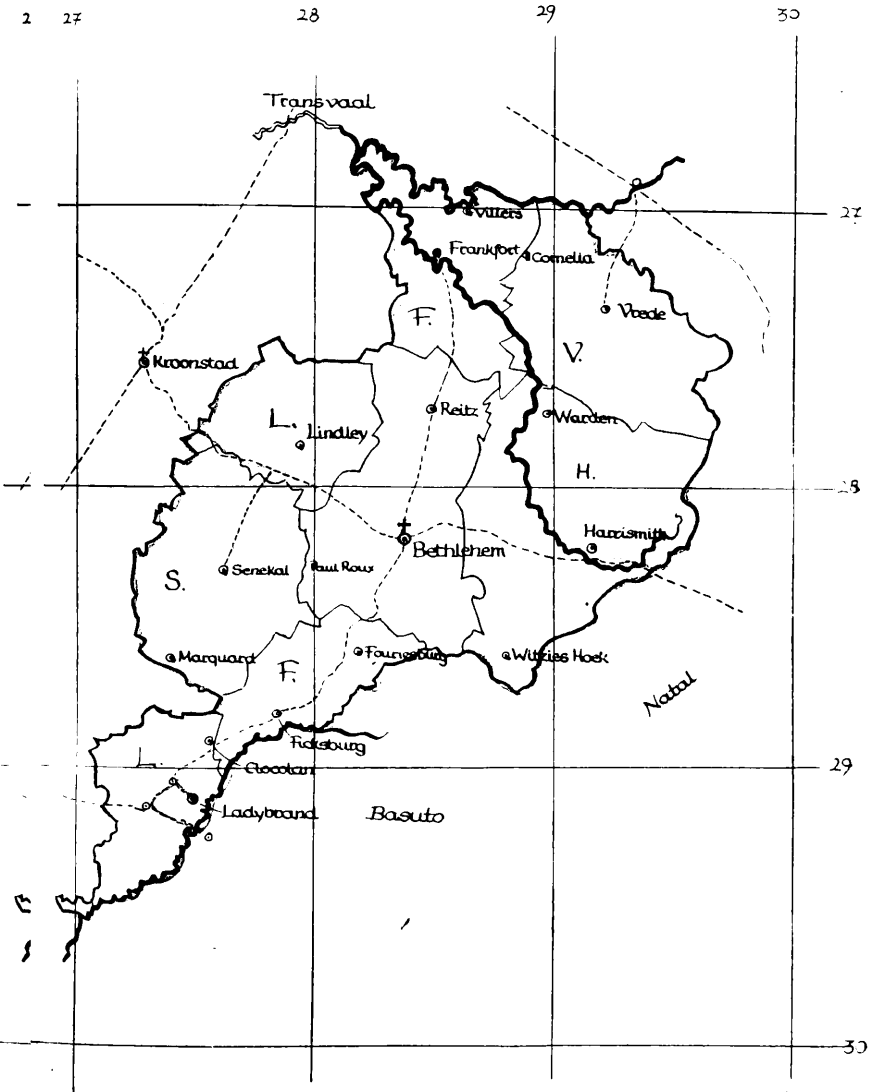 2 27 28 29 30
Transvaal
27
Villers
Frankfort
Cornelia
F.
Vrede
V.
Kroonstad
Reitz
L.
Lindley
Warden
H.
28
Harrismith
Bethlehem
Senekal
Paul Roux
S.
Marquard
Fouriesburg
Witzies Hoek
F.
Natal
Ficksburg
L.
Clocolan
29
Ladybrand
Basuto
30